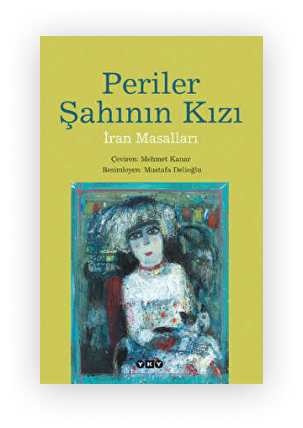 Periler
Şahının Kızı
İran Masalları
Çeviren: Mehmet Kanar
Resimleyen: Mustafa Delioğlu
YKY